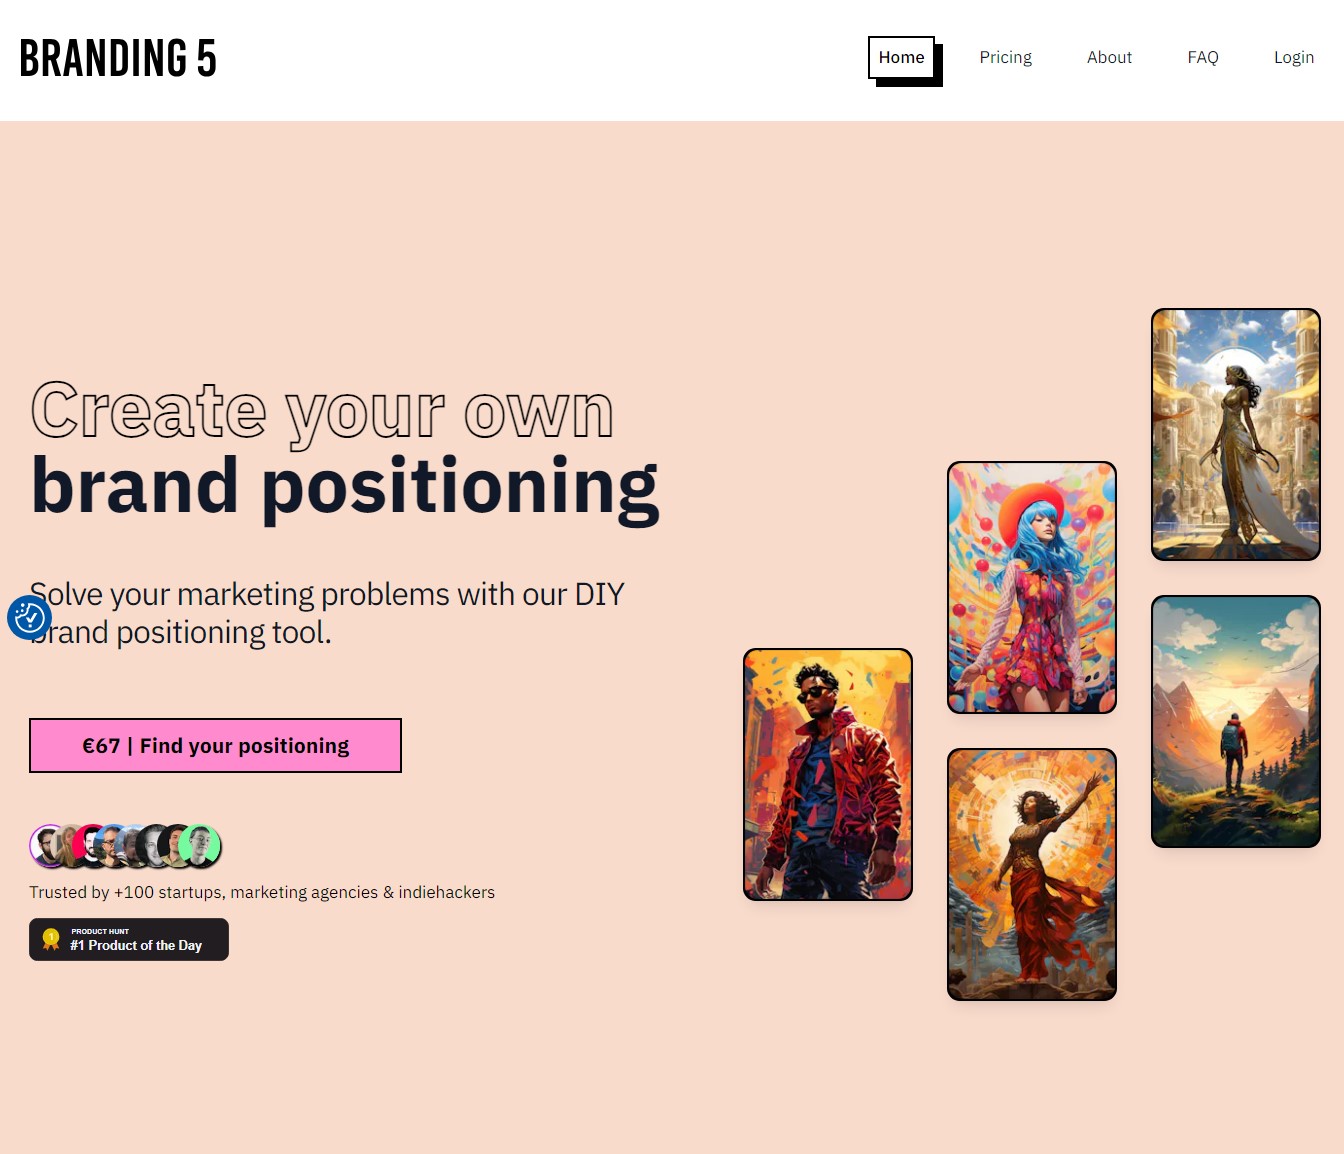 BRANDING 5
Home
Pricing
About
FAQ
Login
Create your own
brand positioning
Solve your marketing problems with our DIY
brand positioning tool.
€67 | Find your positioning
Trusted by +100 startups, marketing agencies & indiehackers
1
PRODUCT HUNT
#1 Product of the Day